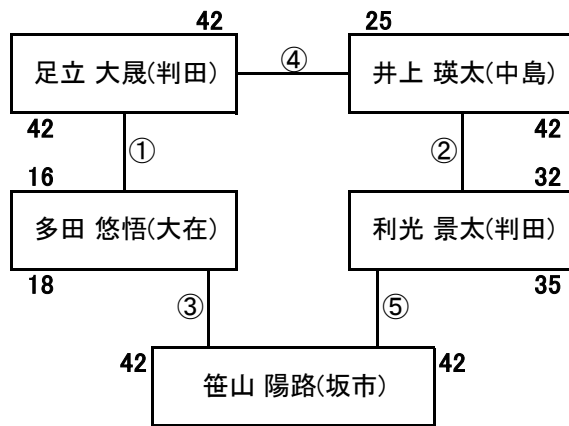 42 25
足立 大晟(判田) ④ 井上 瑛太(中島)
42 ① ② 42
16 32
多田 悠悟(大在) 利光 景太(判田)
18 ③ ⑤ 35
42 笹山 陽路(坂市) 42